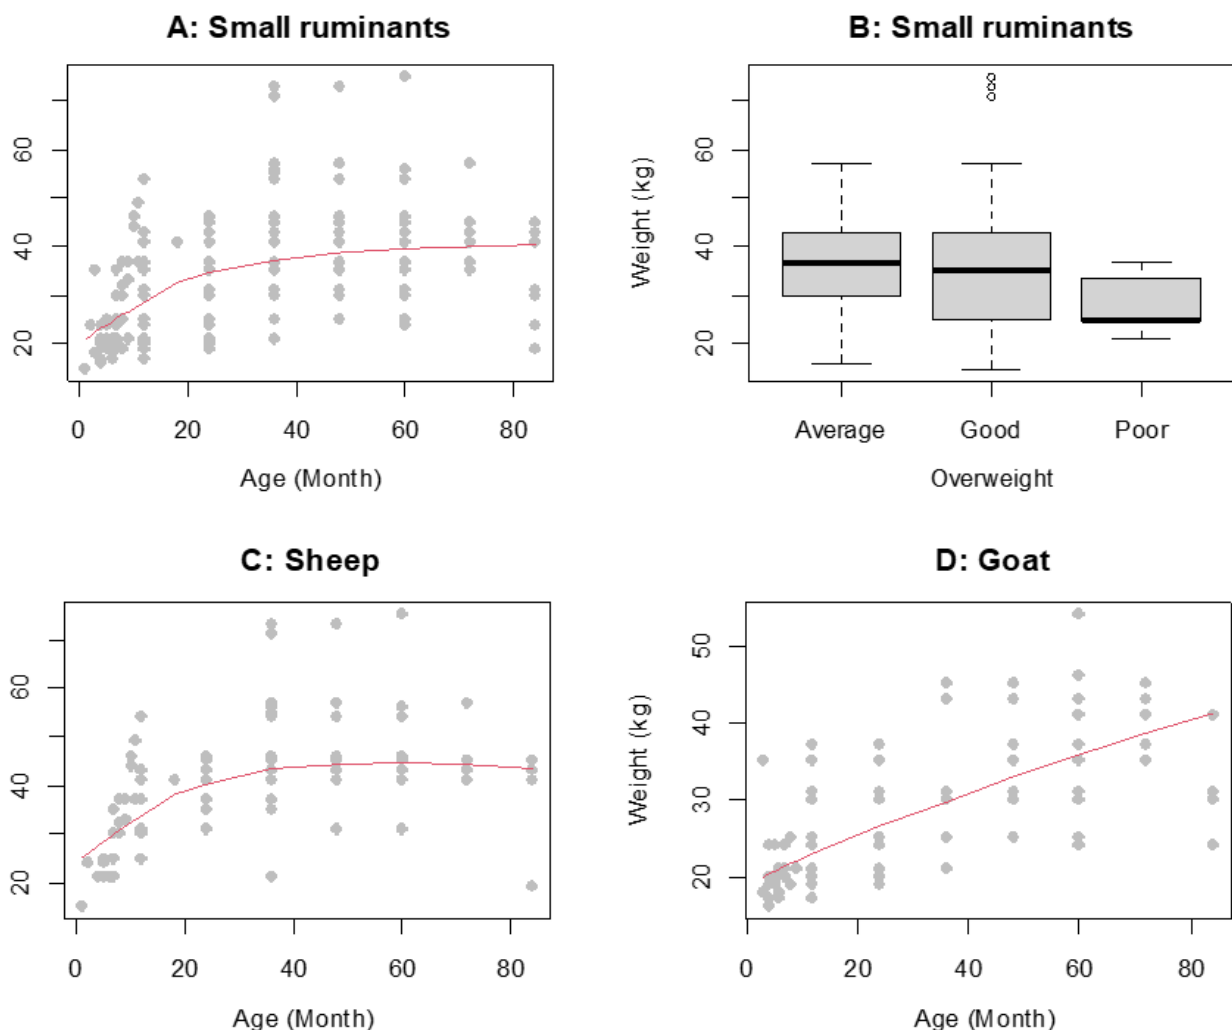 A: Small ruminants
60
40
20
0 20 40 60 80
Age (Month)
B: Small ruminants
Weight (kg)
60
40
20
Average Good Poor
Overweight
C: Sheep
60
40
20
0 20 40 60 80
Age (Month)
D: Goat
Weight (kg)
50
40
30
20
0 20 40 60 80
Age (Month)